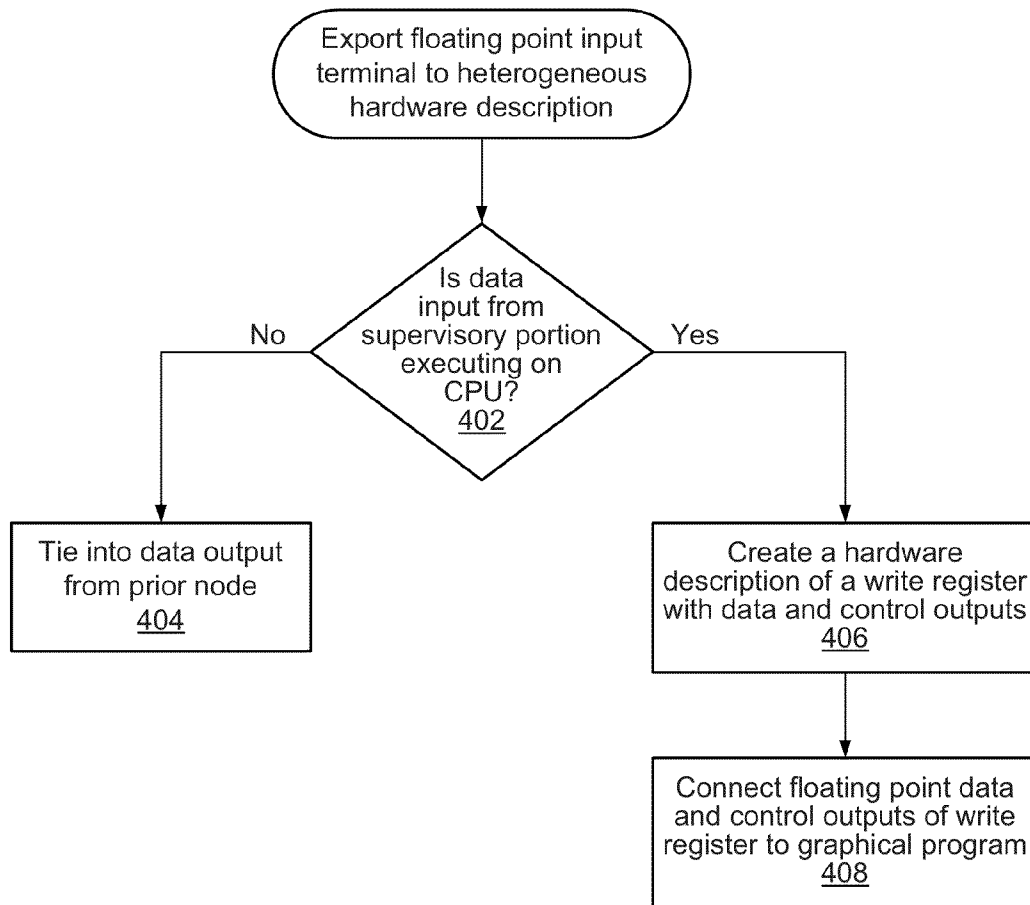 Export floating point input
terminal to heterogeneous
hardware description
Is data
input from
supervisory portion
executing on
CPU?
402
No
Yes
Tie into data output
from prior node
404
Create a hardware
description of a write register
with data and control outputs
406
Connect floating point data
and control outputs of write
register to graphical program
408